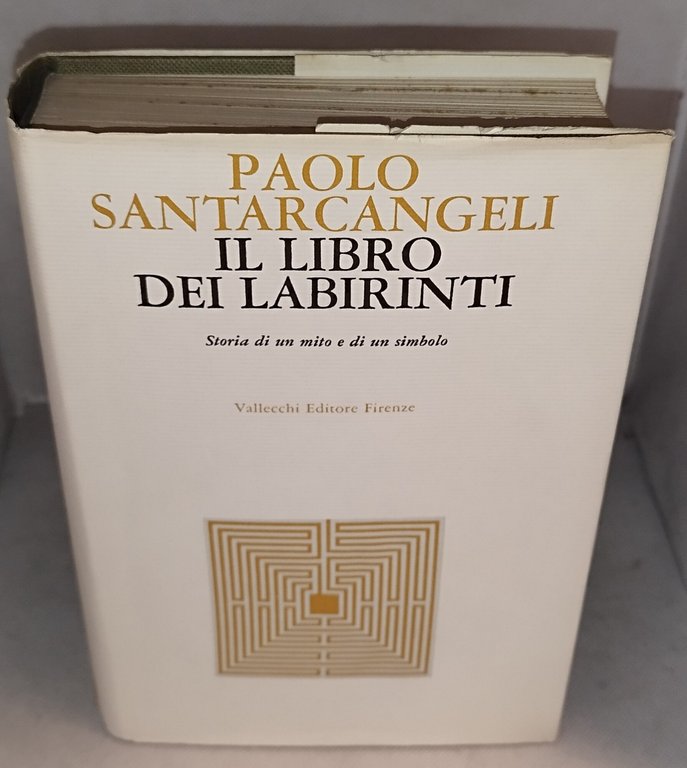 PAOLO
SANTARCANGELI
IL LIBRO
DEI LABIRINTI
Storia di un mito e di un simbolo
Vallecchi Editore Firenze